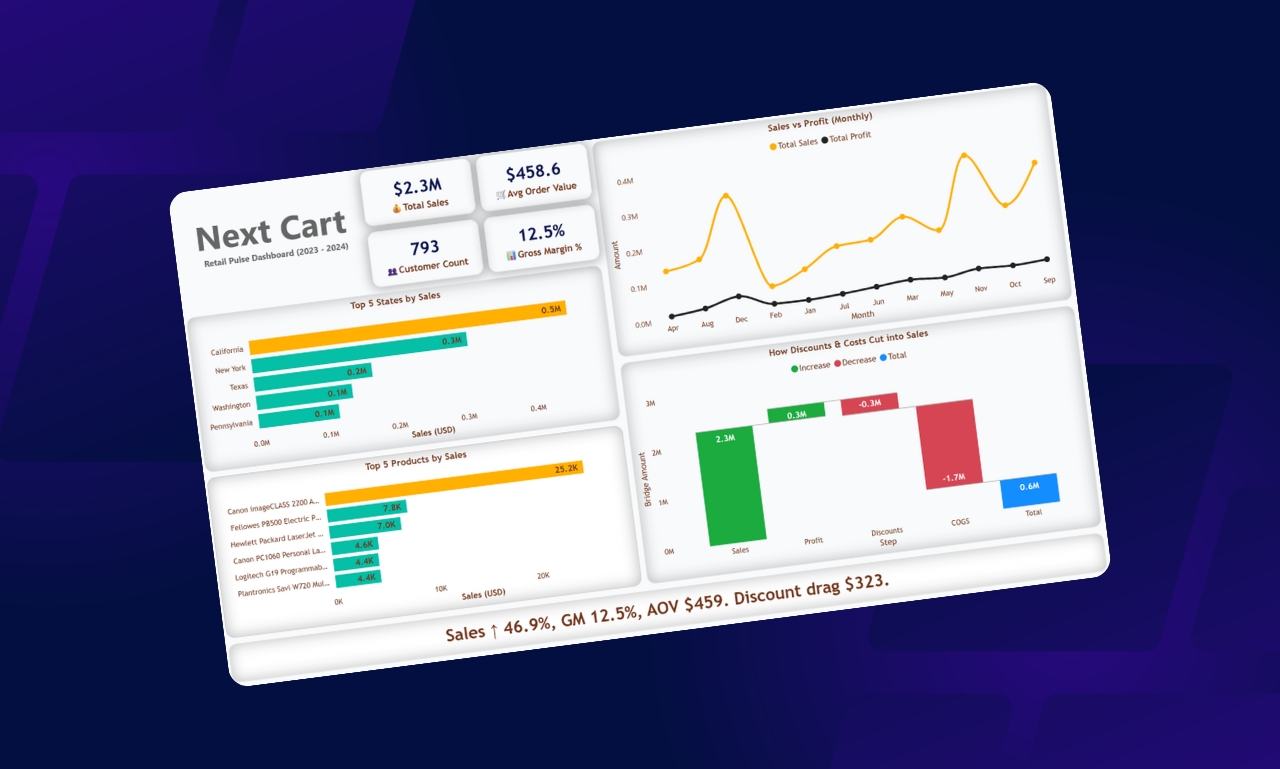 Next Cart
Retail Pulse Dashboard (2023 - 2024)
$2.3M
Total Sales
$458.6
Avg Order Value
793
Customer Count
12.5%
Gross Margin %
Top 5 States by Sales
California
0.5M
New York
0.3M
Texas
0.2M
Washington
0.1M
Pennsylvania
0.1M
0.0M
0.1M
0.2M
0.3M
0.4M
Sales (USD)
Top 5 Products by Sales
Canon imageCLASS 2200 A...
25.2K
Fellowes PB500 Electric P...
7.8K
Hewlett Packard LaserJet ...
7.0K
Canon PC1060 Personal La...
4.6K
Logitech G19 Programmab...
4.4K
Plantronics Savi W720 Mul...
4.4K
0K
10K
20K
Sales (USD)
Sales vs Profit (Monthly)
Total Sales
Total Profit
Amount
0.4M
0.3M
0.2M
0.1M
0.0M
Apr
Aug
Dec
Feb
Jan
Jul
Jun
Mar
May
Nov
Oct
Sep
Month
How Discounts & Costs Cut into Sales
Increase
Decrease
Total
Bridge Amount
3M
2M
1M
0M
2.3M
0.3M
-0.3M
-1.7M
0.6M
Sales
Profit
Discounts
COGS
Total
Step
Sales ↑ 46.9%, GM 12.5%, AOV $459. Discount drag $323.